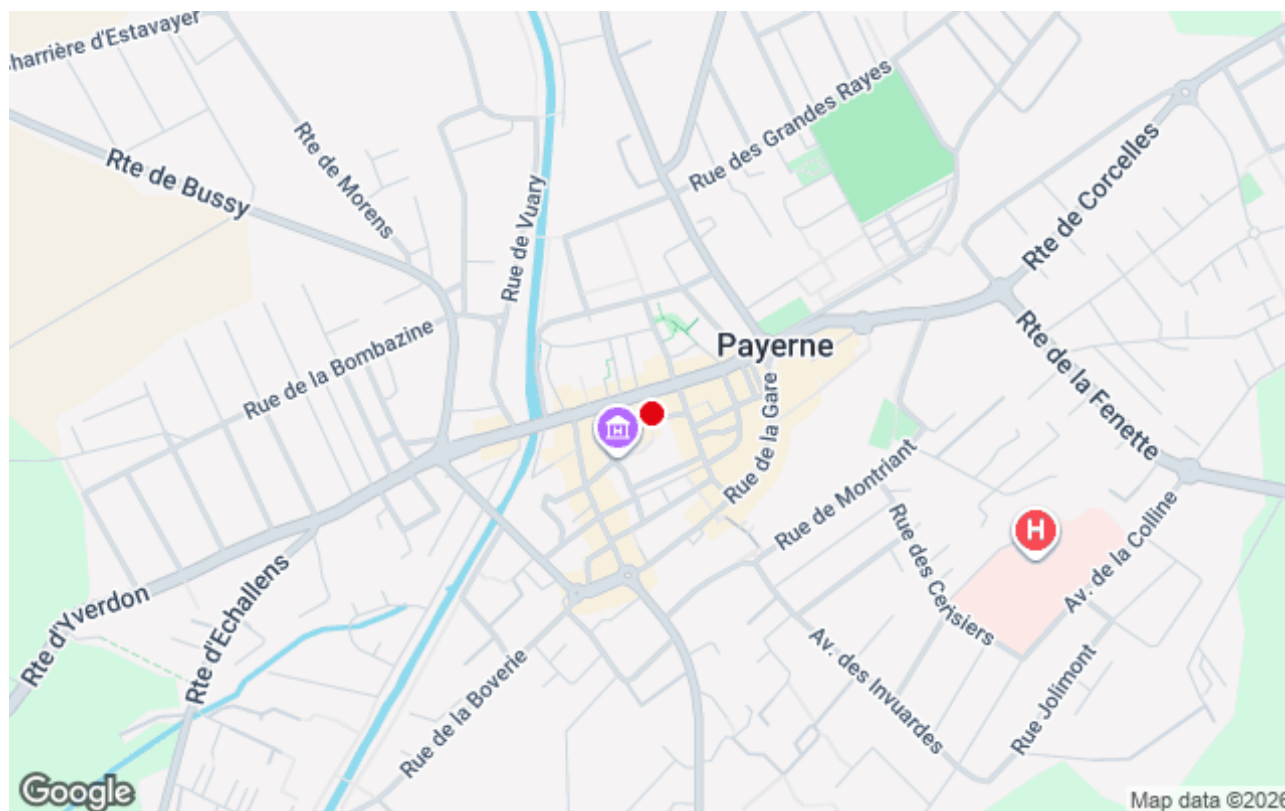 charrière d'Estavayer
Rte de Morens
Rue des Grandes Rayes
Rte de Bussy
Rue de Vuary
Rte de Corcelles
Payerne
Rue de la Bombazine
Rte de la Fenette
Rue de la Gare
Rue de Montriant
H
Rue des Cerisiers
Av. de la Colline
Rte d'Yverdon
Rte d'Echallens
Rue de la Boverie
Av. des Invuardes
Rue Jolimont
Google
Map data ©2026